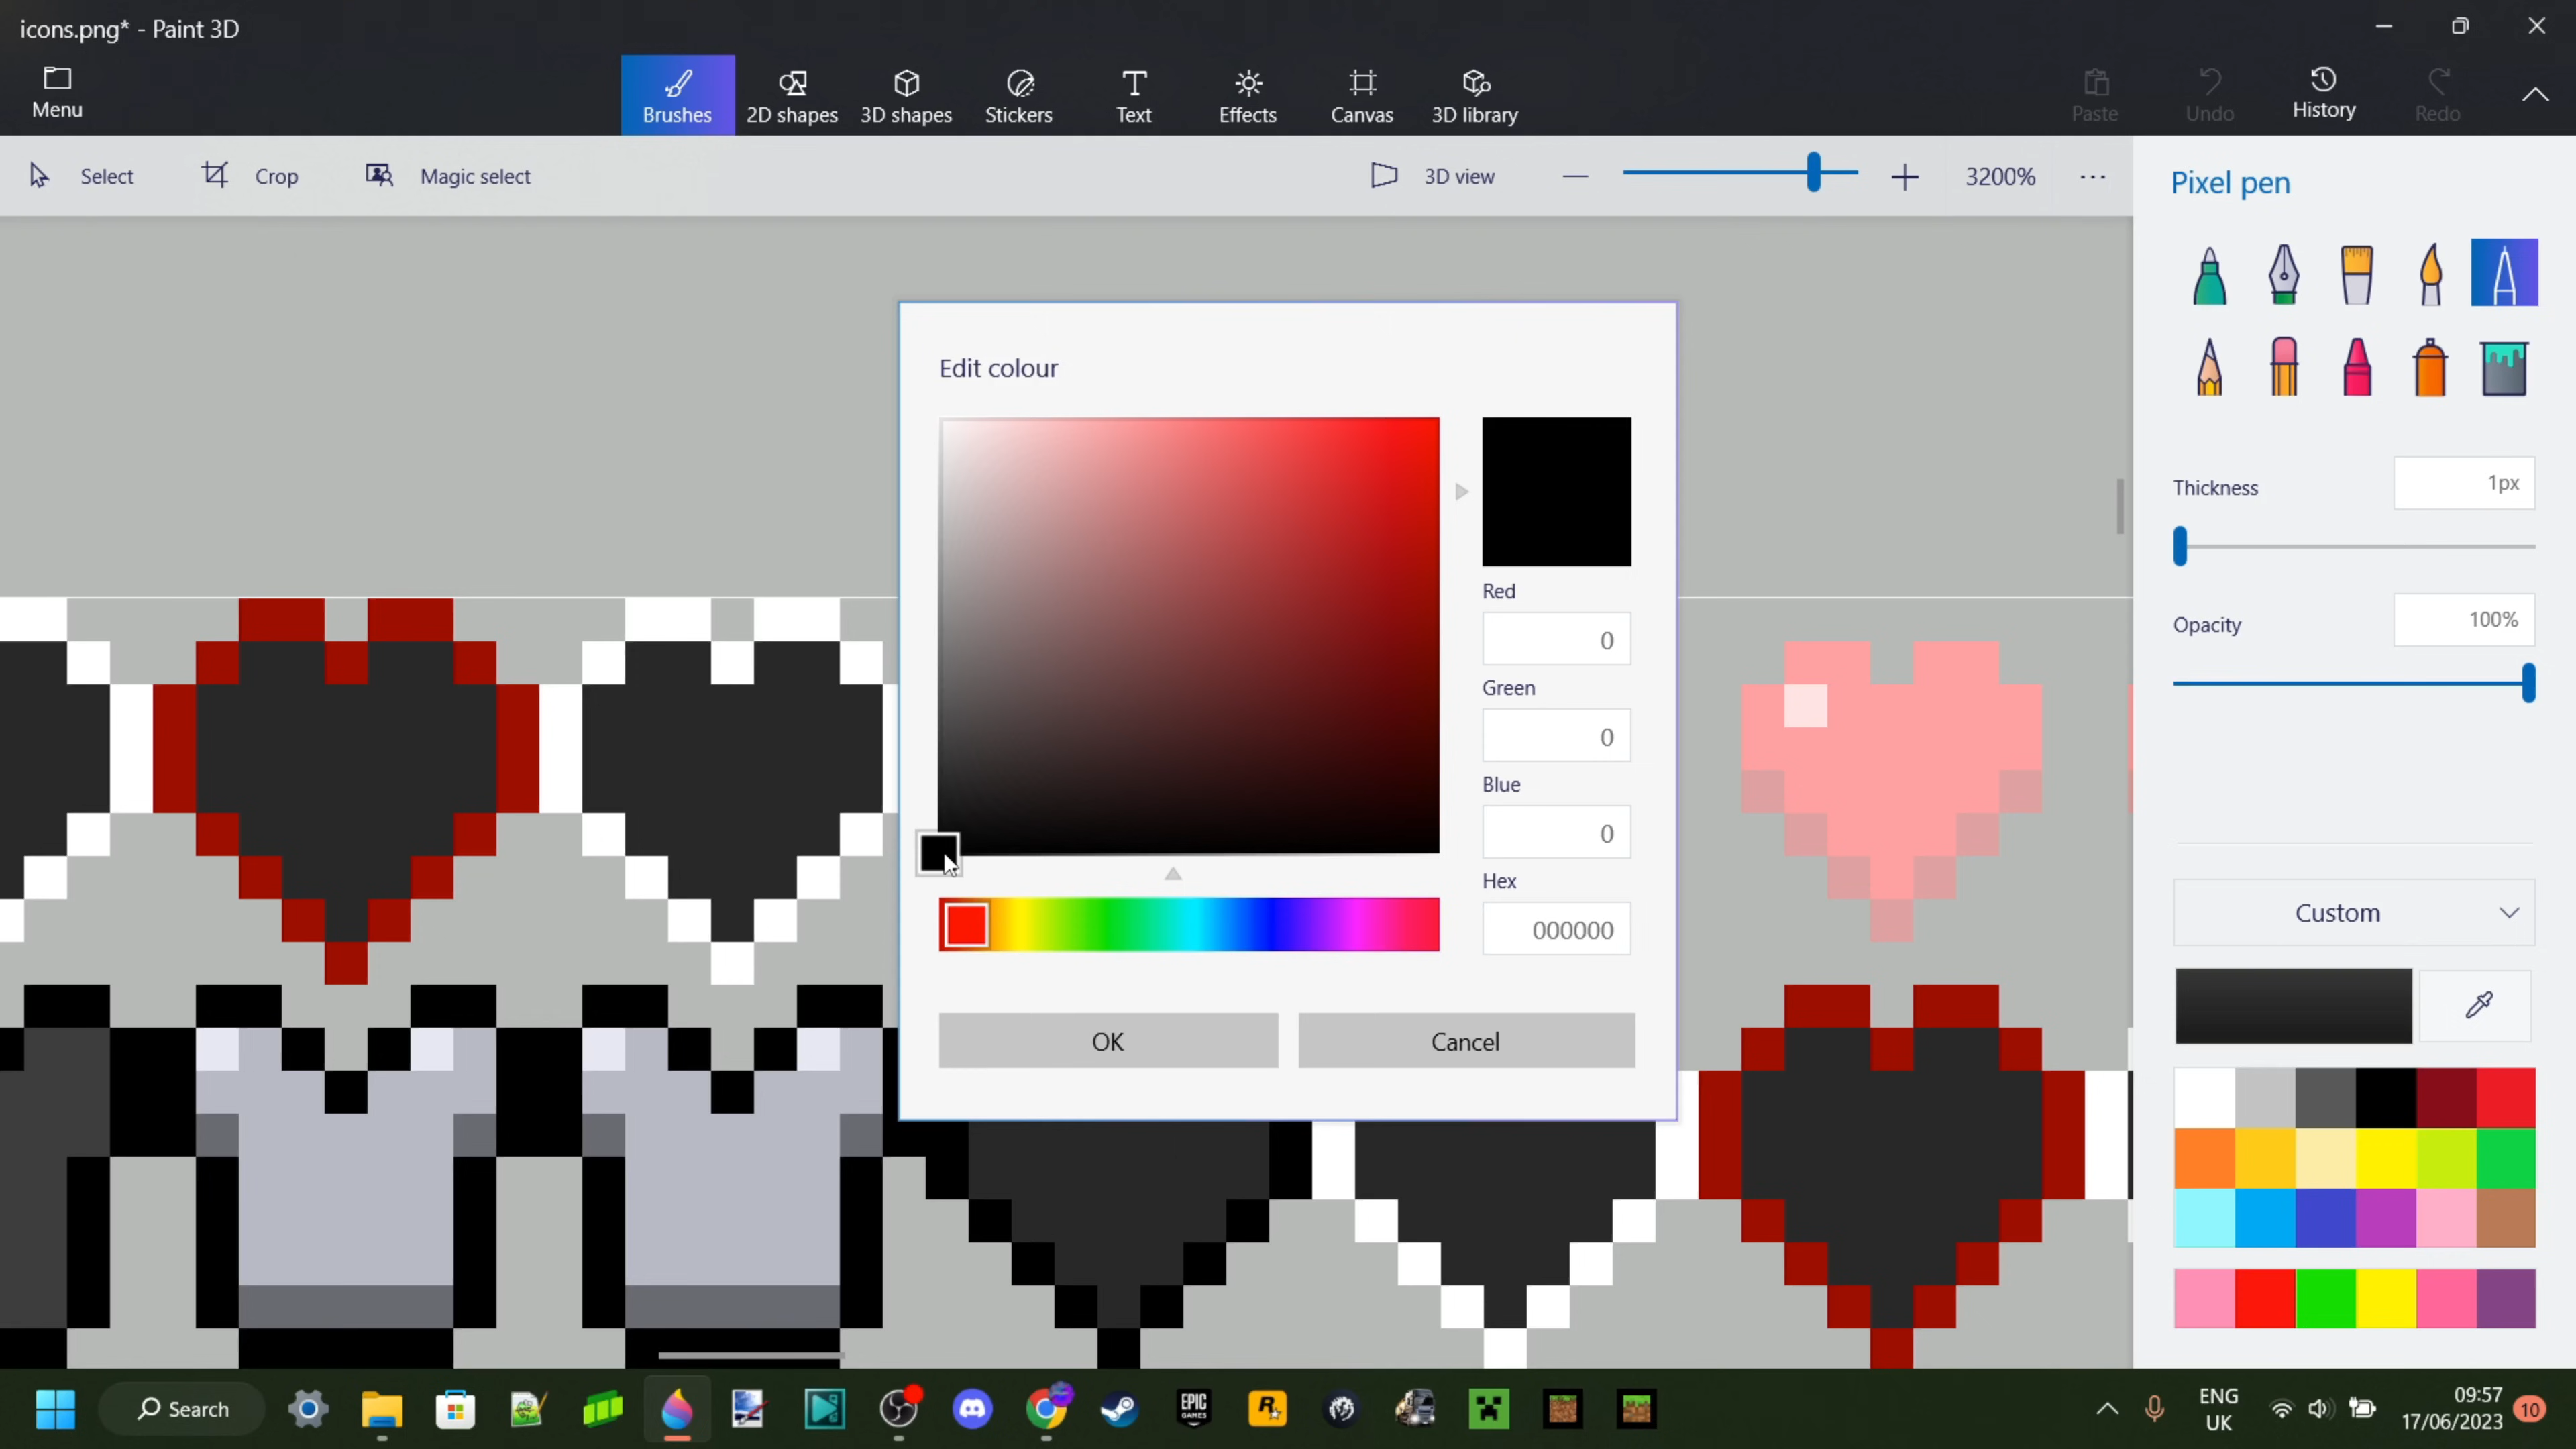 icons.png* - Paint 3D
Menu
Brushes
2D shapes
3D shapes
Stickers
Text
Effects
Canvas
3D library
Paste
Undo
History
Redo
Select
Crop
Magic select
3D view
3200%
Pixel pen
Thickness
1px
Opacity
100%
Custom
Edit colour
Red
0
Green
0
Blue
0
Hex
000000
OK
Cancel
Search
EPIC
GAMES
R
ENG
UK
09:57
17/06/2023
10